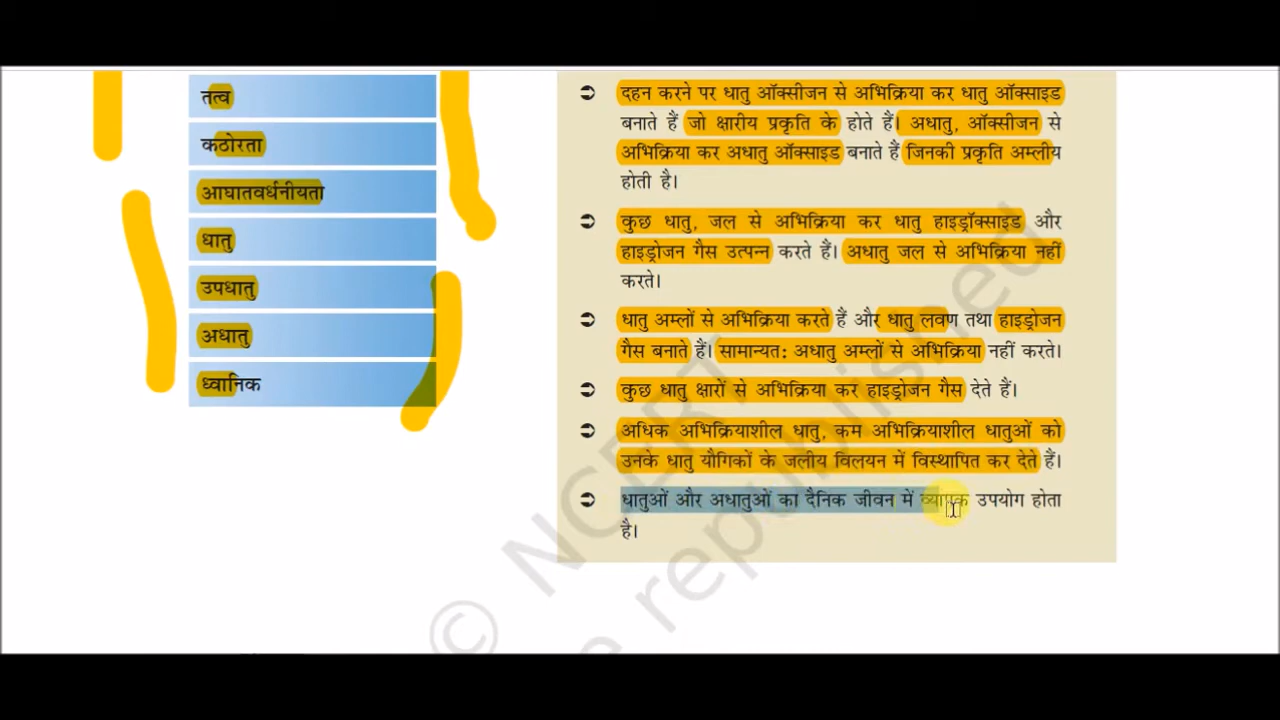 तत्व
कठोरता
आघातवर्धनीयता
धातु
उपधातु
अधातु
ध्वानिक
दहन करने पर धातु ऑक्सीजन से अभिक्रिया कर धातु ऑक्साइड
बनाते हैं जो क्षारीय प्रकृति के होते हैं। अधातु, ऑक्सीजन से
अभिक्रिया कर अधातु ऑक्साइड बनाते हैं जिनकी प्रकृति अम्लीय
होती है।
कुछ धातु, जल से अभिक्रिया कर धातु हाइड्रॉक्साइड और
हाइड्रोजन गैस उत्पन्न करते हैं। अधातु जल से अभिक्रिया नहीं
करते।
धातु अम्लों से अभिक्रिया करते हैं और धातु लवण तथा हाइड्रोजन
गैस बनाते हैं। सामान्यत: अधातु अम्लों से अभिक्रिया नहीं करते।
कुछ धातु क्षारों से अभिक्रिया कर हाइड्रोजन गैस देते हैं।
अधिक अभिक्रियाशील धातु, कम अभिक्रियाशील धातुओं को
उनके धातु यौगिकों के जलीय विलयन में विस्थापित कर देते हैं।
धातुओं और अधातुओं का दैनिक जीवन में व्यापक उपयोग होता
है।
© NCERT
be republished